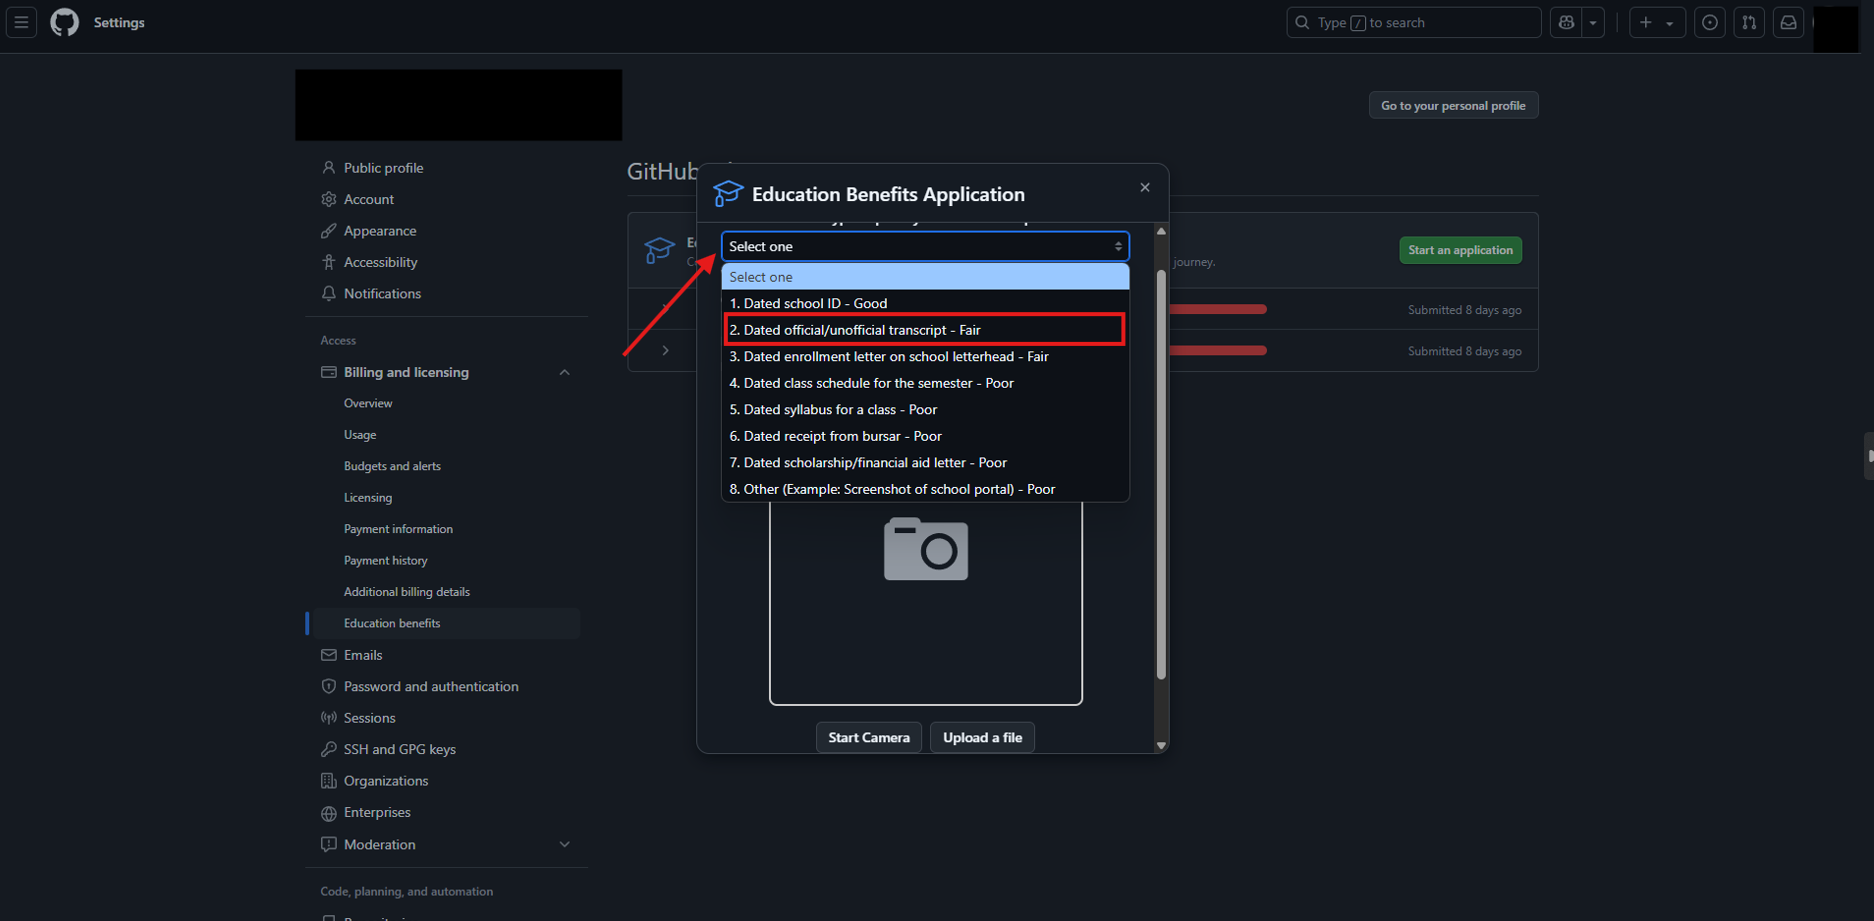 Settings
Type / to search
Go to your personal profile
Public profile
Account
Appearance
Accessibility
Notifications
Access
Billing and licensing
Overview
Usage
Budgets and alerts
Licensing
Payment information
Payment history
Additional billing details
Education benefits
Emails
Password and authentication
Sessions
SSH and GPG keys
Organizations
Enterprises
Moderation
Code, planning, and automation
GitHub
journey.
Start an application
Submitted 8 days ago
Submitted 8 days ago
Education Benefits Application
Select one
Select one
1. Dated school ID - Good
2. Dated official/unofficial transcript - Fair
3. Dated enrollment letter on school letterhead - Fair
4. Dated class schedule for the semester - Poor
5. Dated syllabus for a class - Poor
6. Dated receipt from bursar - Poor
7. Dated scholarship/financial aid letter - Poor
8. Other (Example: Screenshot of school portal) - Poor
Start Camera
Upload a file